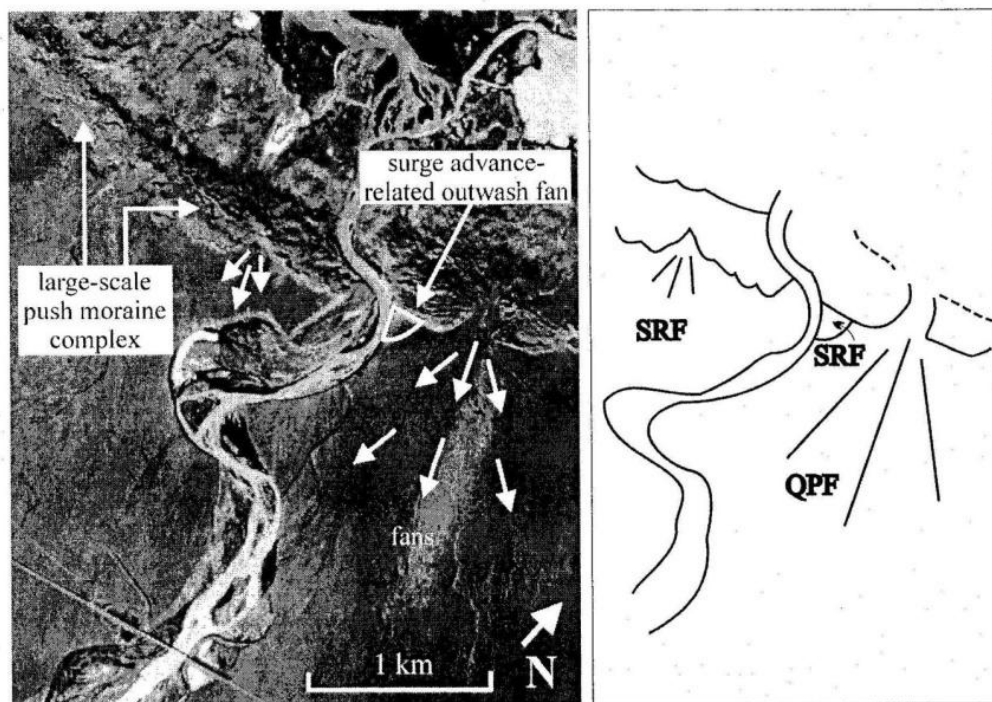 surge advance-
related outwash fan
large-scale
push moraine
complex
fans
1 km
N
SRF
SRF
QPF